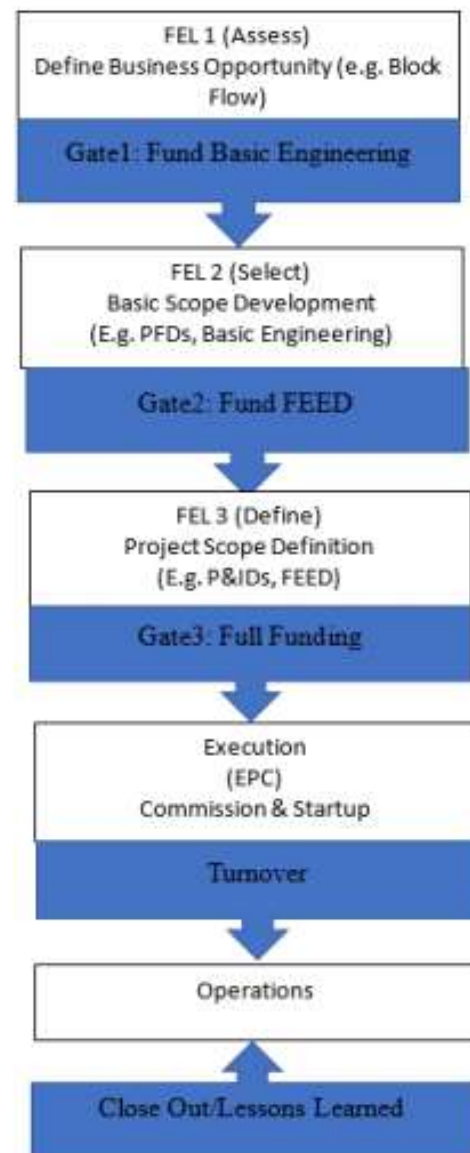 FEL 1 (Assess)
Define Business Opportunity (e.g. Block
Flow)
Gate1: Fund Basic Engineering
FEL 2 (Select)
Basic Scope Development
(E.g. PFDs, Basic Engineering)
Gate2: Fund FEED
FEL 3 (Define)
Project Scope Definition
(E.g. P&IDs, FEED)
Gate3: Full Funding
Execution
(EPC)
Commission & Startup
Turnover
Operations
Close Out/Lessons Learned